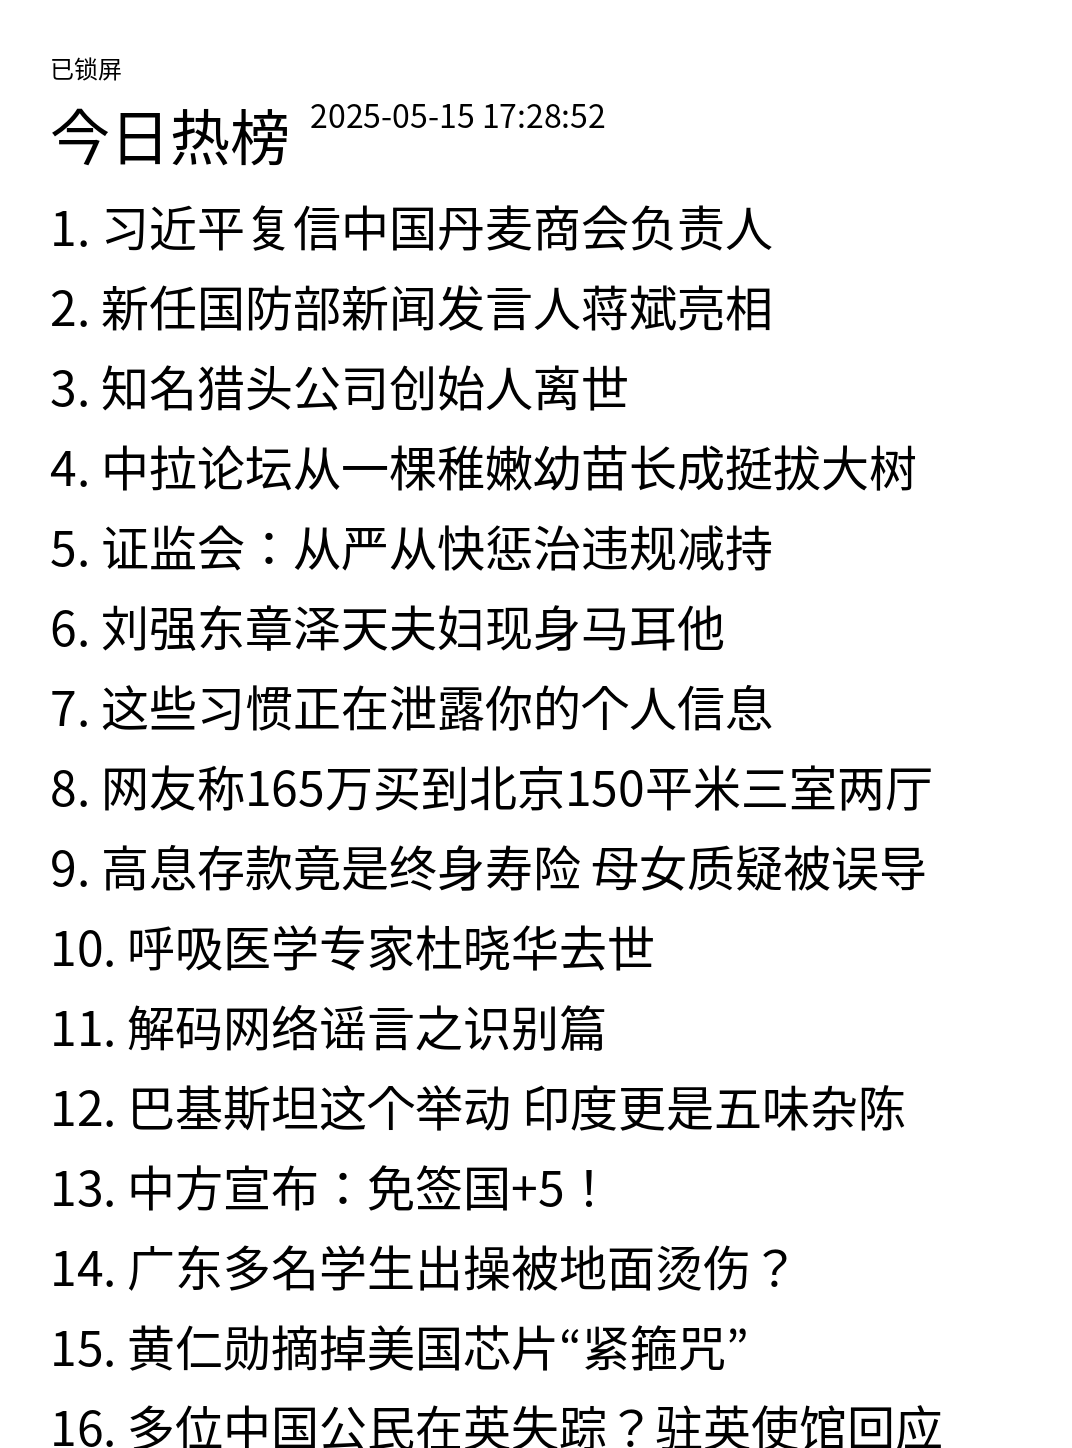 已锁屏
今日热榜 2025-05-15 17:28:52
1. 习近平复信中国丹麦商会负责人
2. 新任国防部新闻发言人蒋斌亮相
3. 知名猎头公司创始人离世
4. 中拉论坛从一棵稚嫩幼苗长成挺拔大树
5. 证监会：从严从快惩治违规减持
6. 刘强东章泽天夫妇现身马耳他
7. 这些习惯正在泄露你的个人信息
8. 网友称165万买到北京150平米三室两厅
9. 高息存款竟是终身寿险 母女质疑被误导
10. 呼吸医学专家杜晓华去世
11. 解码网络谣言之识别篇
12. 巴基斯坦这个举动 印度更是五味杂陈
13. 中方宣布：免签国+5！
14. 广东多名学生出操被地面烫伤？
15. 黄仁勋摘掉美国芯片“紧箍咒”
16. 多位中国公民在英失踪？驻英使馆回应